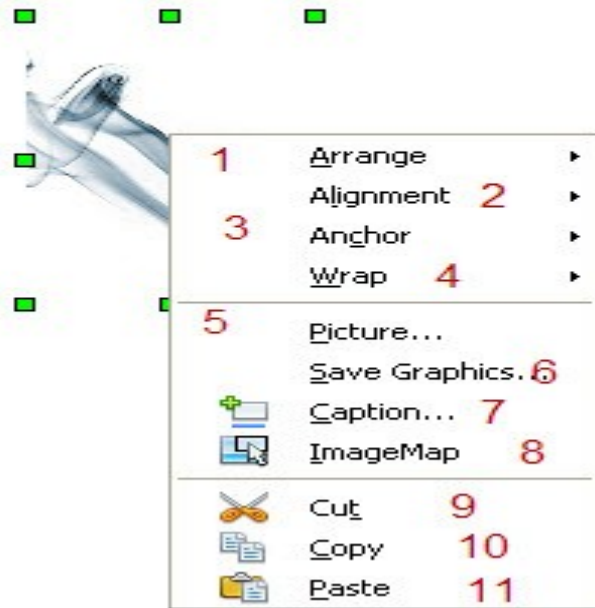 1 Arrange
Alignment 2
3 Anchor
Wrap 4
5 Picture...
Save Graphics... 6
Caption... 7
ImageMap 8
Cut 9
Copy 10
Paste 11